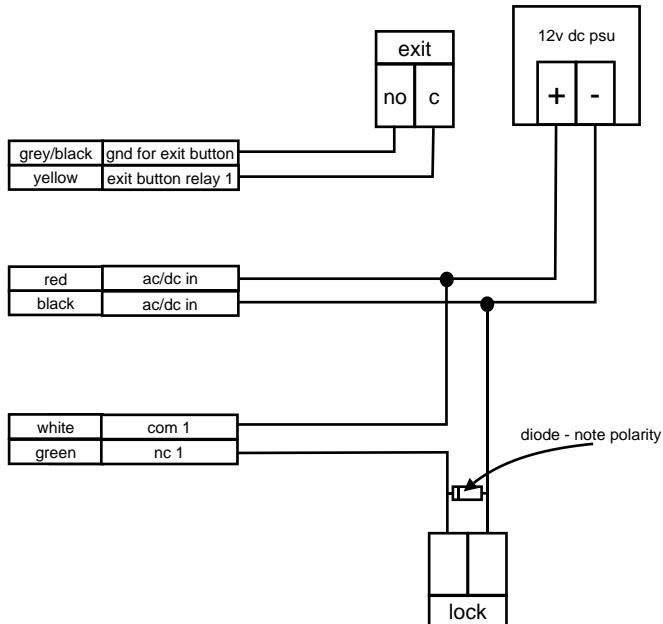 12v dc psu
+ -
exit
no c
grey/black gnd for exit button
yellow exit button relay 1
red ac/dc in
black ac/dc in
white com 1
green nc 1
diode - note polarity
lock